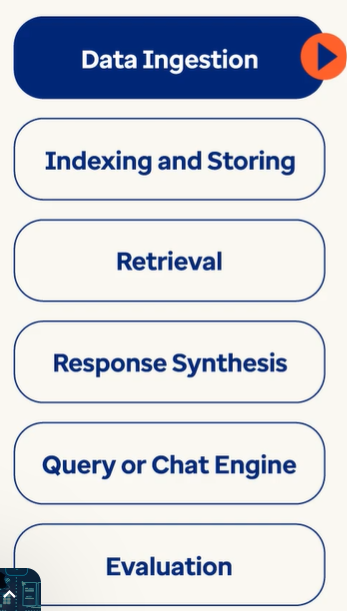 Data Ingestion
Indexing and Storing
Retrieval
Response Synthesis
Query or Chat Engine
Evaluation